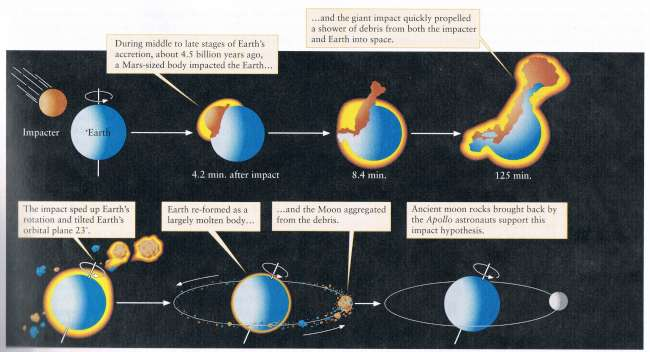 ...and the giant impact quickly propelled
a shower of debris from both the impacter
and Earth into space.
During middle to late stages of Earth's
accretion, about 4.5 billion years ago,
a Mars-sized body impacted the Earth...
Impacter
Earth
4.2 min. after impact
8.4 min.
125 min.
The impact sped up Earth's
rotation and tilted Earth's
orbital plane 23°.
Earth re-formed as a
largely molten body...
...and the Moon aggregated
from the debris.
Ancient moon rocks brought back by
the Apollo astronauts support this
impact hypothesis.